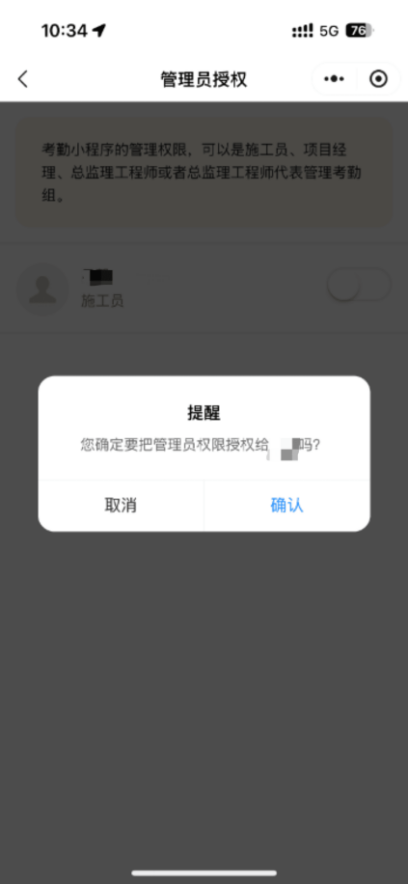 10:34
5G
76
管理员授权
考勤小程序的管理权限，可以是施工员、项目经
理、总监理工程师或者总监理工程师代表管理考勤
组。
施工员
提醒
您确定要把管理员权限授权给
吗?
取消
确认